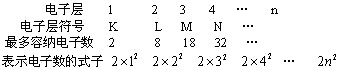 电子层 1 2 3 4 … n
电子层符号 K L M N …
最多容纳电子数 2 8 18 32 …
表示电子数的式子 2×1² 2×2² 2×3² 2×4² … 2n²